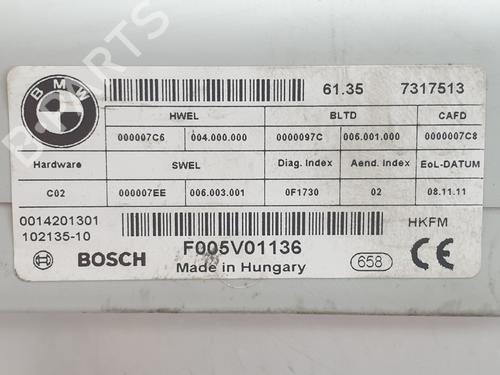 BMW
61.35 7317513
HWEL BLTD CAFD
000007C6 004.000.000 0000097C 006.001.000 0000007C8
Hardware SWEL Diag. Index Aend. Index EoL-DATUM
C02 000007EE 006.003.001 0F1730 02 08.11.11
0014201301 HKFM
102135-10
BOSCH F005V01136 658 CE
Made in Hungary
PARTS